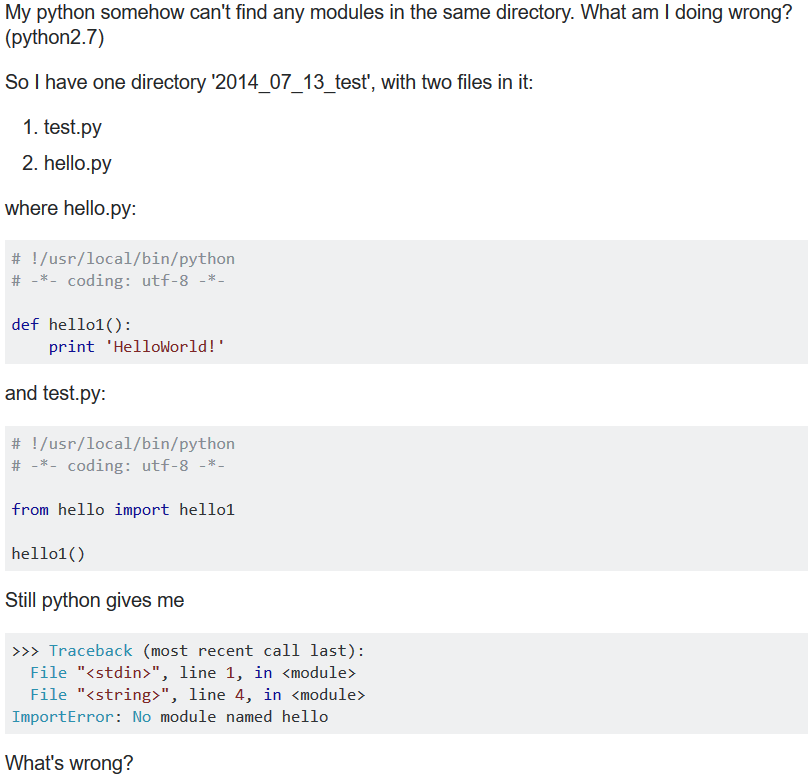 My python somehow can't find any modules in the same directory. What am I doing wrong?
(python2.7)
So I have one directory '2014_07_13_test', with two files in it:
1. test.py
2. hello.py
where hello.py:
# !/usr/local/bin/python
# -*- coding: utf-8 -*-
def hello1():
    print 'HelloWorld!'
and test.py:
# !/usr/local/bin/python
# -*- coding: utf-8 -*-
from hello import hello1
hello1()
Still python gives me
>>> Traceback (most recent call last):
  File "<stdin>", line 1, in <module>
  File "<string>", line 4, in <module>
ImportError: No module named hello
What's wrong?